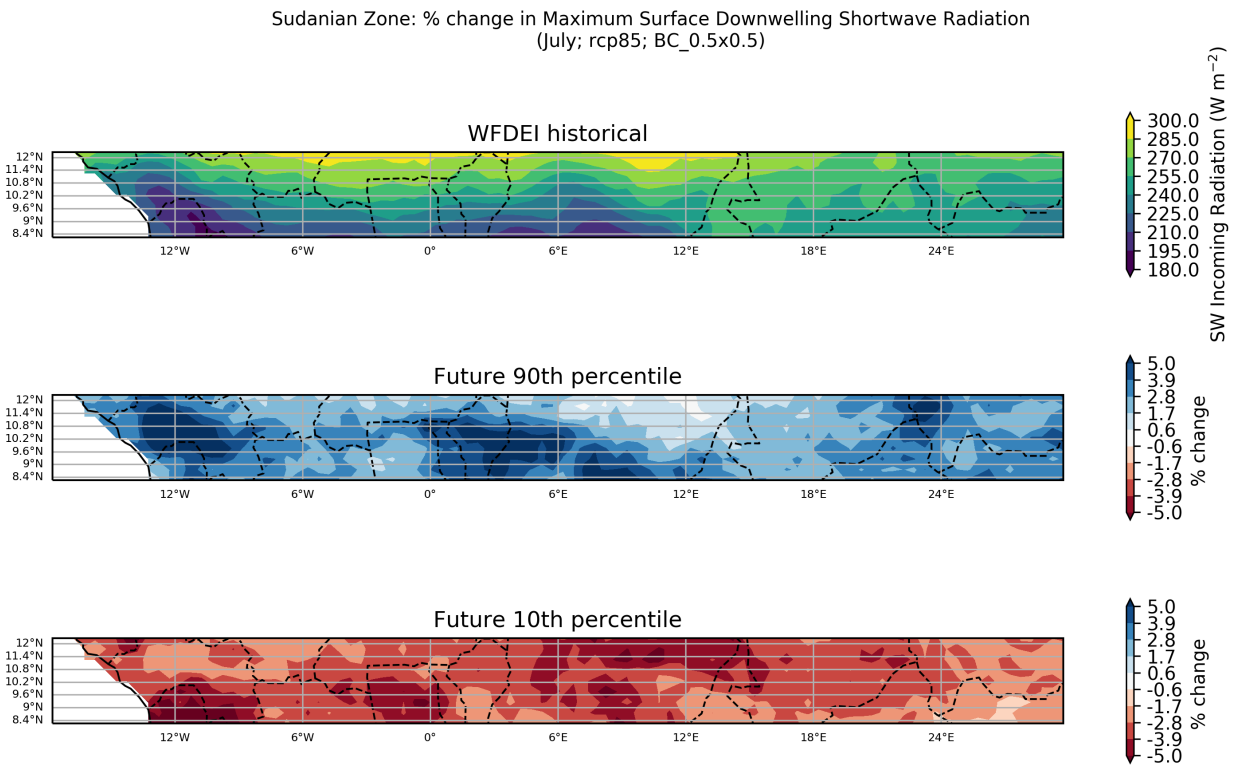 Sudanian Zone: % change in Maximum Surface Downwelling Shortwave Radiation
(July; rcp85; BC_0.5x0.5)
WFDEI historical
12°N
11.4°N
10.8°N
10.2°N
9.6°N
9°N
8.4°N
12°W 6°W 0° 6°E 12°E 18°E 24°E
300.0
285.0
270.0
255.0
240.0
225.0
210.0
195.0
180.0
SW Incoming Radiation (W m⁻²)
Future 90th percentile
12°N
11.4°N
10.8°N
10.2°N
9.6°N
9°N
8.4°N
12°W 6°W 0° 6°E 12°E 18°E 24°E
5.0
3.9
2.8
1.7
0.6
-0.6
-1.7
-2.8
-3.9
-5.0
% change
Future 10th percentile
12°N
11.4°N
10.8°N
10.2°N
9.6°N
9°N
8.4°N
12°W 6°W 0° 6°E 12°E 18°E 24°E
5.0
3.9
2.8
1.7
0.6
-0.6
-1.7
-2.8
-3.9
-5.0
% change